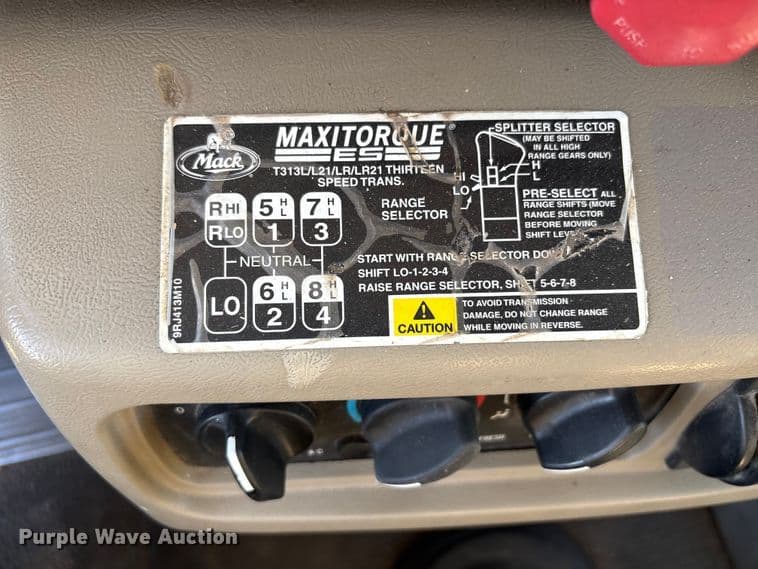 PUSH
Mack
MAXITORQUE®
ES
T313L/L21/LR/LR21 THIRTEEN
SPEED TRANS.
SPLITTER SELECTOR
(MAY BE SHIFTED
IN ALL HIGH
RANGE GEARS ONLY)
H
L
HI
LO
RANGE
SELECTOR
PRE-SELECT ALL
RANGE SHIFTS (MOVE
RANGE SELECTOR
BEFORE MOVING
SHIFT LEVER
R HI 5 H L 7 H L
R LO 1 3
NEUTRAL
LO 6 H L 8 H L
2 4
START WITH RANGE SELECTOR DO
SHIFT LO-1-2-3-4
RAISE RANGE SELECTOR, SHIFT 5-6-7-8
CAUTION
TO AVOID TRANSMISSION
DAMAGE, DO NOT CHANGE RANGE
WHILE MOVING IN REVERSE.
9RJ413M10
0
A/C
Purple Wave Auction